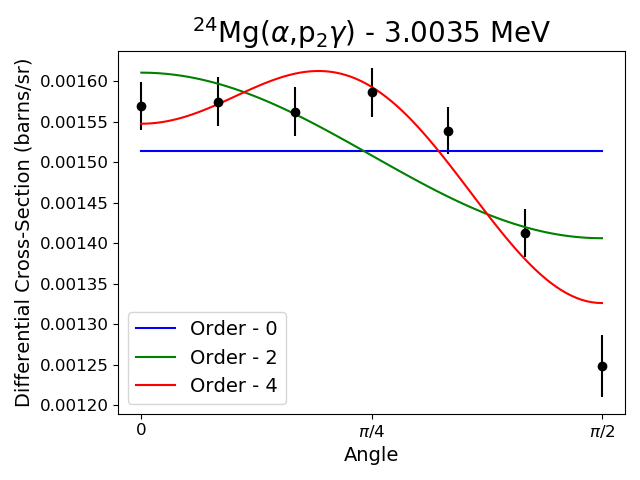 ²⁴Mg(α,p₂γ) - 3.0035 MeV
Differential Cross-Section (barns/sr)
0.00160
0.00155
0.00150
0.00145
0.00140
0.00135
0.00130
0.00125
0.00120
Order - 0
Order - 2
Order - 4
0 π/4 π/2
Angle